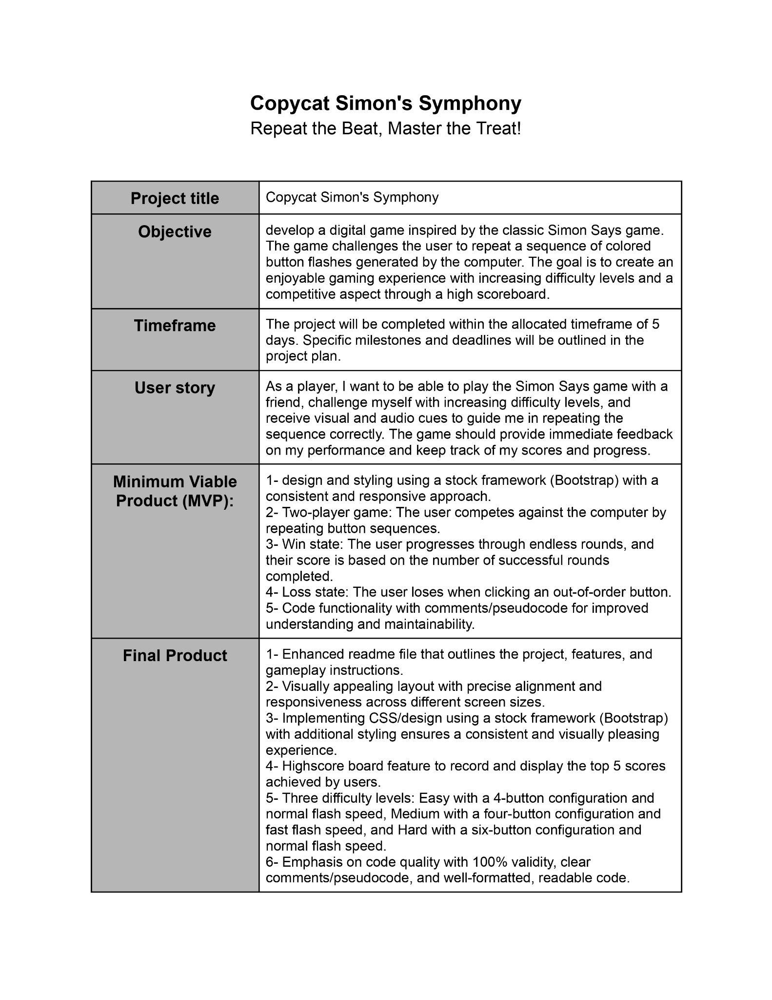 Copycat Simon's Symphony
Repeat the Beat, Master the Treat!
Project title
Copycat Simon's Symphony
Objective
develop a digital game inspired by the classic Simon Says game.
The game challenges the user to repeat a sequence of colored
button flashes generated by the computer. The goal is to create an
enjoyable gaming experience with increasing difficulty levels and a
competitive aspect through a high scoreboard.
Timeframe
The project will be completed within the allocated timeframe of 5
days. Specific milestones and deadlines will be outlined in the
project plan.
User story
As a player, I want to be able to play the Simon Says game with a
friend, challenge myself with increasing difficulty levels, and
receive visual and audio cues to guide me in repeating the
sequence correctly. The game should provide immediate feedback
on my performance and keep track of my scores and progress.
Minimum Viable
Product (MVP):
1- design and styling using a stock framework (Bootstrap) with a
consistent and responsive approach.
2- Two-player game: The user competes against the computer by
repeating button sequences.
3- Win state: The user progresses through endless rounds, and
their score is based on the number of successful rounds
completed.
4- Loss state: The user loses when clicking an out-of-order button.
5- Code functionality with comments/pseudocode for improved
understanding and maintainability.
Final Product
1- Enhanced readme file that outlines the project, features, and
gameplay instructions.
2- Visually appealing layout with precise alignment and
responsiveness across different screen sizes.
3- Implementing CSS/design using a stock framework (Bootstrap)
with additional styling ensures a consistent and visually pleasing
experience.
4- Highscore board feature to record and display the top 5 scores
achieved by users.
5- Three difficulty levels: Easy with a 4-button configuration and
normal flash speed, Medium with a four-button configuration and
fast flash speed, and Hard with a six-button configuration and
normal flash speed.
6- Emphasis on code quality with 100% validity, clear
comments/pseudocode, and well-formatted, readable code.